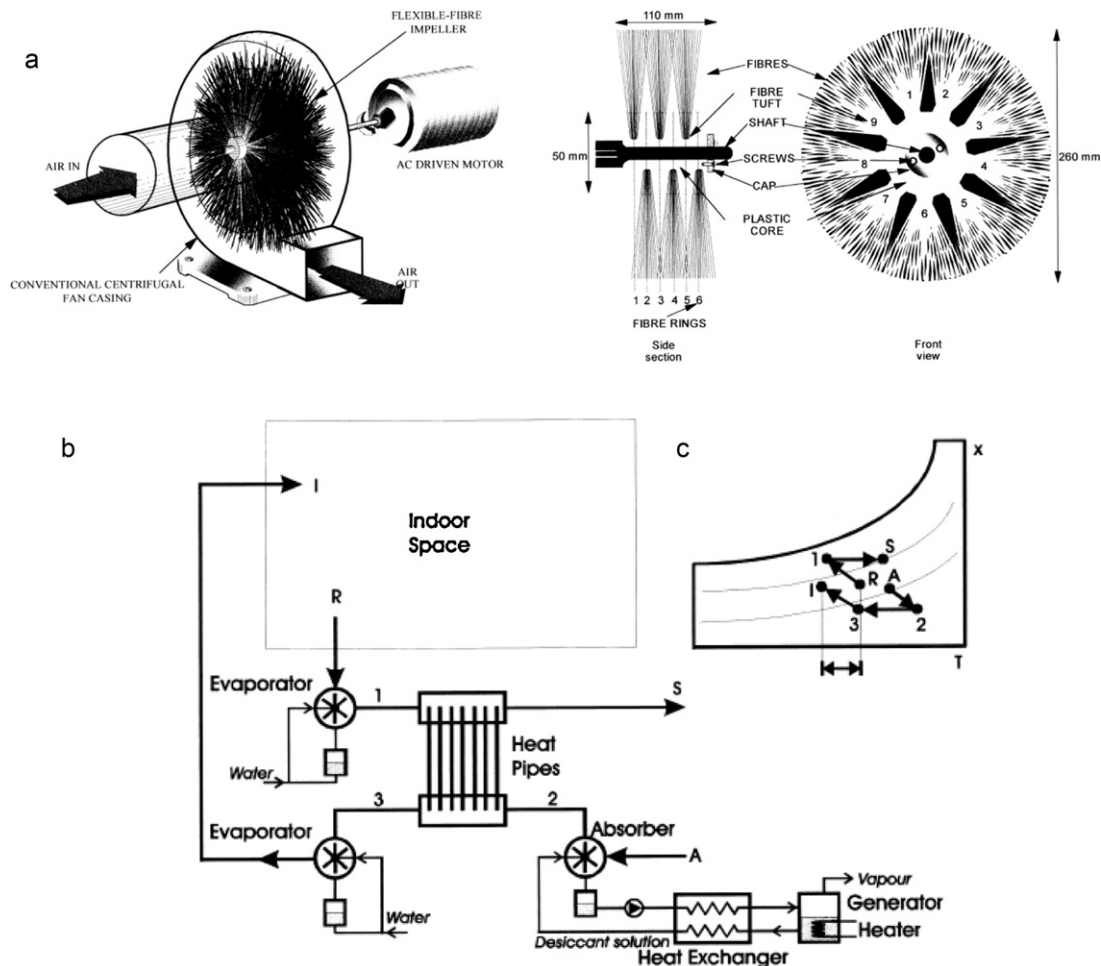 a
FLEXIBLE-FIBRE
IMPELLER
AIR IN
AC DRIVEN MOTOR
CONVENTIONAL CENTRIFUGAL
FAN CASING
AIR
OUT
110 mm
50 mm
FIBRES
FIBRE
TUFT
SHAFT
SCREWS
CAP
PLASTIC
CORE
1 2 3 4 5 6
FIBRE RINGS
Side
section
1
2
3
4
5
6
7
8
9
260 mm
Front
view
b
I
Indoor
Space
R
Evaporator
1
S
Water
Heat
Pipes
3
2
Evaporator
Absorber
A
Water
Desiccant solution
Heat Exchanger
Vapour
Generator
Heater
c
x
1
S
R
A
I
3
2
T